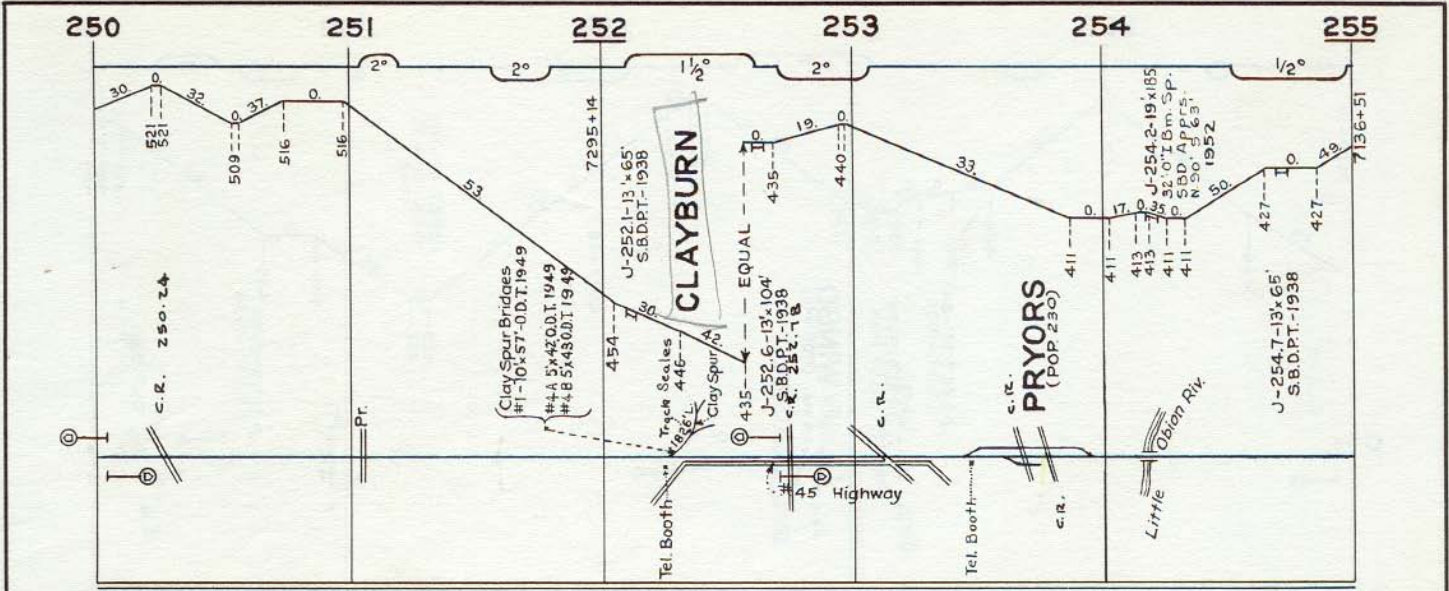 250 251 252 253 254 255
2° 2° 1½° 2° ½°
30. 0. 32. 0. 37. 0.
521
521
509
516
516
53
7295+14
J-252.1-13'x65'
S.B.D.P.T.-1938
CLAYBURN
0. 19. 0.
435
440
33.
J-254.2-19'x185
32'0" I Bm. Sp.
SBD. Apprs.
N 90' S 63'
1952
0. 17. 0. 35. 0. 50. 0. 49.
411
411
413
413
411
411
427
427
7136+51
C.R. 250.24
Pr.
Clay Spur Bridges
#1-10'x57'-O.D.T. 1949
#4A 5'x42' O.D.T. 1949
#4B 5'x43 O.D.T 1949
454
30.
446
42
Track Scales
1826'L.
Clay Spur
EQUAL
435
J-252.6-13'x104'
S.B.D.P.T.-1938
C.R. 252.78
C.R.
C.R.
PRYORS
(POP. 230)
J-254.7-13'x65'
S.B.D.P.T.-1938
D
D
D
D
Tel. Booth
#45 Highway
Tel. Booth
C.R.
Little Obion Riv.